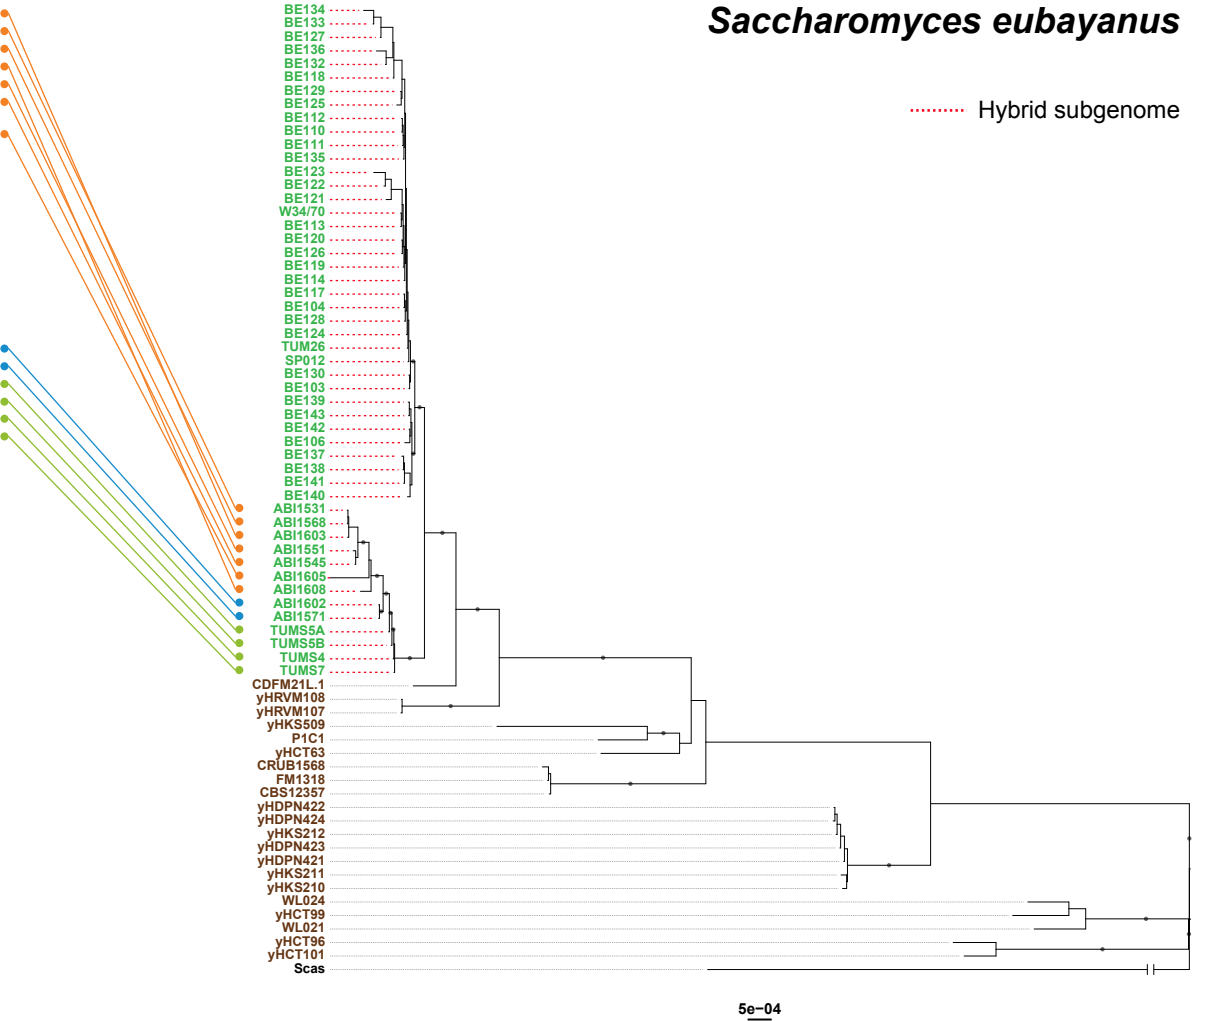 Saccharomyces eubayanus
Hybrid subgenome
BE134
BE133
BE127
BE136
BE132
BE118
BE129
BE125
BE112
BE110
BE111
BE135
BE123
BE122
BE121
W34/70
BE113
BE120
BE126
BE119
BE114
BE117
BE104
BE128
BE124
TUM26
SP012
BE130
BE103
BE139
BE143
BE142
BE106
BE137
BE138
BE141
BE140
ABI1531
ABI1568
ABI1603
ABI1551
ABI1545
ABI1605
ABI1608
ABI1602
ABI1571
TUMS5A
TUMS5B
TUMS4
TUMS7
CDFM21L.1
yHRVM108
yHRVM107
yHKS509
P1C1
yHCT63
CRUB1568
FM1318
CBS12357
yHDPN422
yHDPN424
yHKS212
yHDPN423
yHDPN421
yHKS211
yHKS210
WL024
yHCT99
WL021
yHCT96
yHCT101
Scas
5e−04